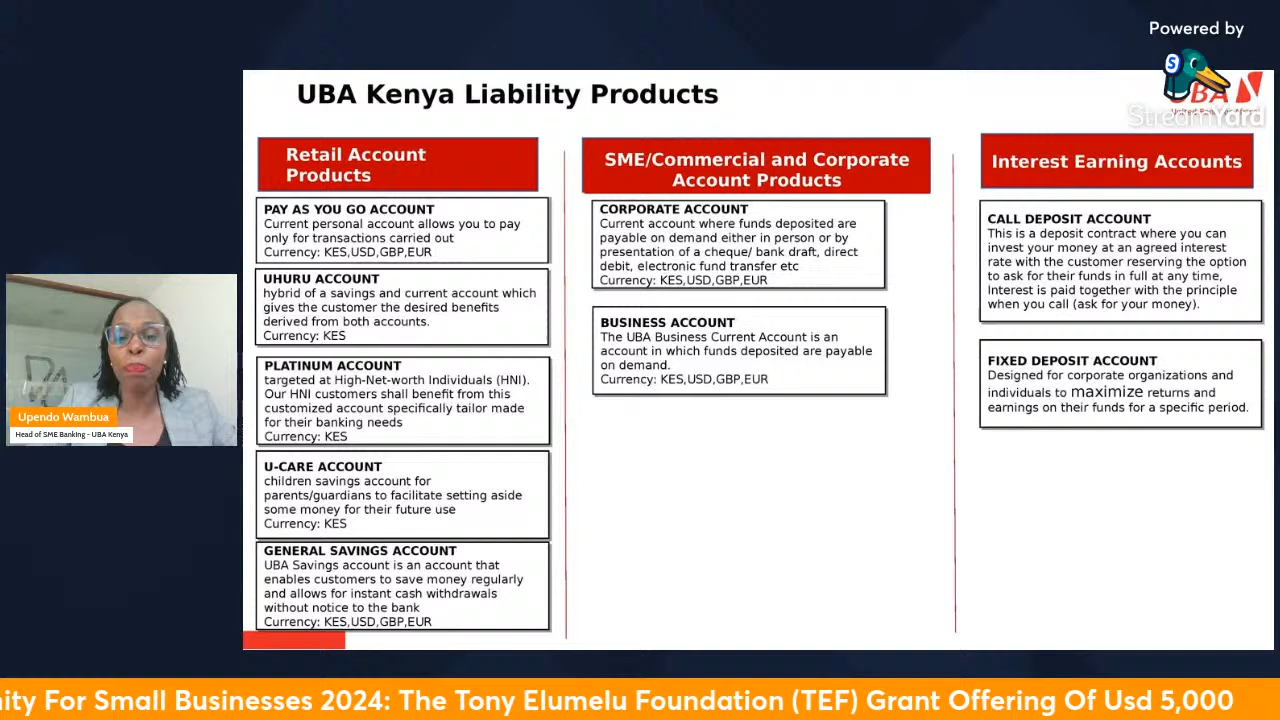 Powered by
S
StreamYard
UBA
UBA Kenya Liability Products
Retail Account
Products
PAY AS YOU GO ACCOUNT
Current personal account allows you to pay
only for transactions carried out
Currency: KES,USD,GBP,EUR
UHURU ACCOUNT
hybrid of a savings and current account which
gives the customer the desired benefits
derived from both accounts.
Currency: KES
PLATINUM ACCOUNT
targeted at High-Net-worth Individuals (HNI).
Our HNI customers shall benefit from this
customized account specifically tailor made
for their banking needs
Currency: KES
U-CARE ACCOUNT
children savings account for
parents/guardians to facilitate setting aside
some money for their future use
Currency: KES
GENERAL SAVINGS ACCOUNT
UBA Savings account is an account that
enables customers to save money regularly
and allows for instant cash withdrawals
without notice to the bank
Currency: KES,USD,GBP,EUR
SME/Commercial and Corporate
Account Products
CORPORATE ACCOUNT
Current account where funds deposited are
payable on demand either in person or by
presentation of a cheque/ bank draft, direct
debit, electronic fund transfer etc
Currency: KES,USD,GBP,EUR
BUSINESS ACCOUNT
The UBA Business Current Account is an
account in which funds deposited are payable
on demand.
Currency: KES,USD,GBP,EUR
Interest Earning Accounts
CALL DEPOSIT ACCOUNT
This is a deposit contract where you can
invest your money at an agreed interest
rate with the customer reserving the option
to ask for their funds in full at any time,
Interest is paid together with the principle
when you call (ask for your money).
FIXED DEPOSIT ACCOUNT
Designed for corporate organizations and
individuals to maximize returns and
earnings on their funds for a specific period.
Upendo Wambua
Head of SME Banking - UBA Kenya
nity For Small Businesses 2024: The Tony Elumelu Foundation (TEF) Grant Offering Of Usd 5,000